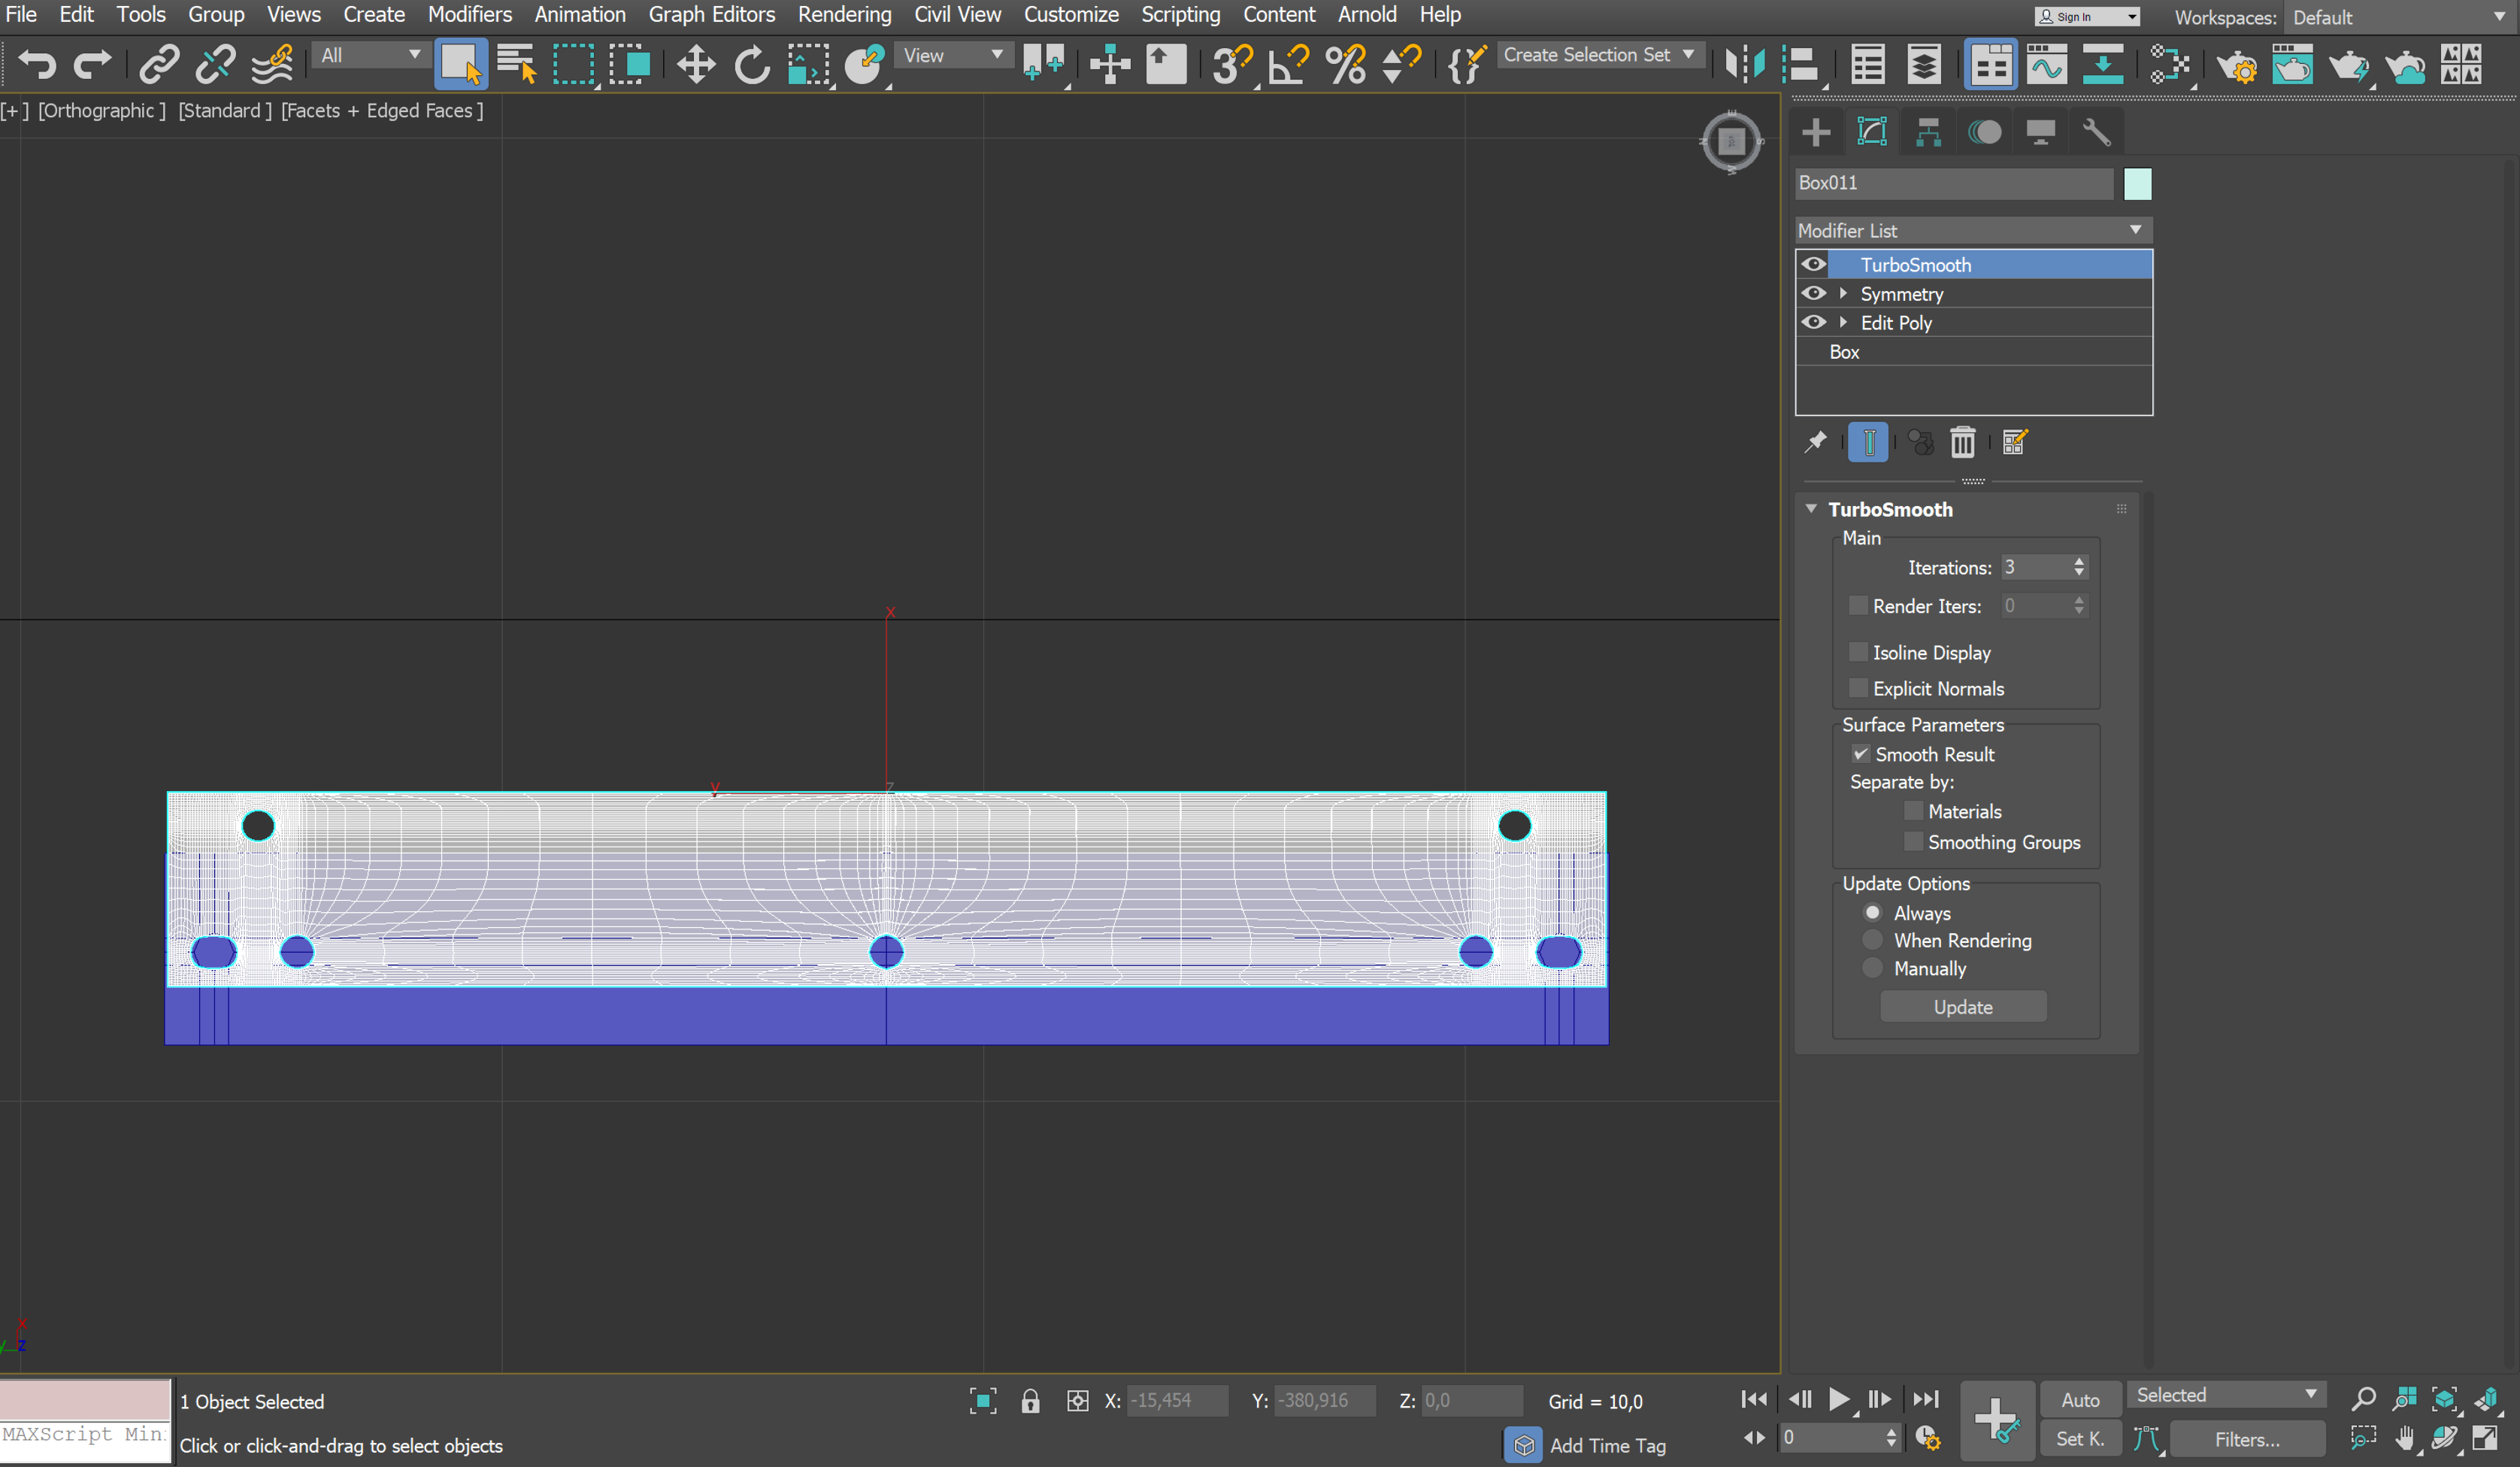 File Edit Tools Group Views Create Modifiers Animation Graph Editors Rendering Civil View Customize Scripting Content Arnold Help Sign In Workspaces: Default
All View Create Selection Set
[+] [Orthographic] [Standard] [Facets + Edged Faces]
E
N S
W
Box011
Modifier List
TurboSmooth
Symmetry
Edit Poly
Box
TurboSmooth
Main
Iterations: 3
Render Iters: 0
Isoline Display
Explicit Normals
Surface Parameters
Smooth Result
Separate by:
Materials
Smoothing Groups
Update Options
Always
When Rendering
Manually
Update
x
y z
x
y z
1 Object Selected X: -15,454 Y: -380,916 Z: 0,0 Grid = 10,0 Auto Selected
MAXScript Min
Click or click-and-drag to select objects Add Time Tag 0 Set K. Filters...